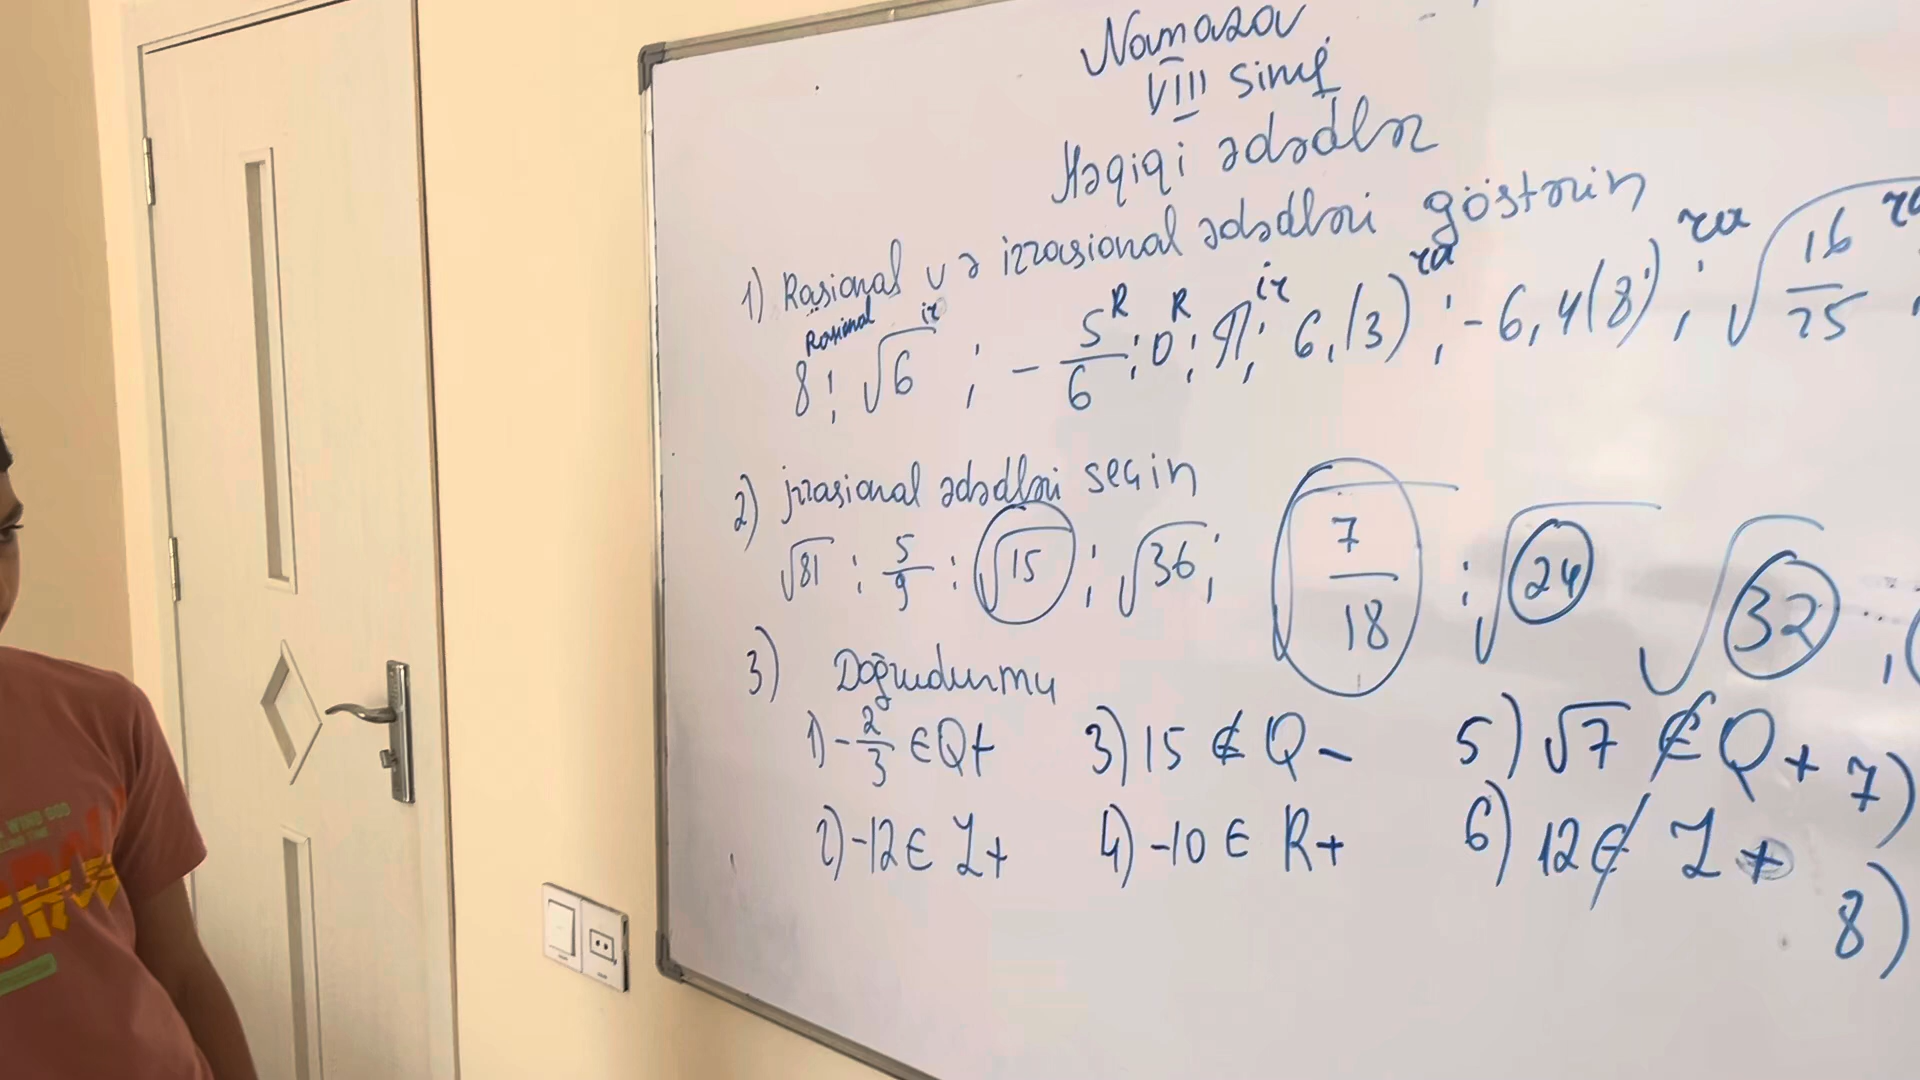 Namazov
VIII sinif
Həqiqi ədədlər
1) Rasional və irrasional ədədləri göstərin
Rasional ir R R ir ra ra
8; √6 ; -5/6; 0; π; 6,(3) ; -6,4(8) ; √16/25 ;
2) irrasional ədədləri seçin
√81 ; 5/9 ; √15 ; √36 ; √7/18 ; √24 √32 ;
3) Doğrudurmu
1) -2/3 ∈ Q+ 3) 15 ∉ Q - 5) √7 ∉ Q + 7)
2) -12 ∈ Z+ 4) -10 ∈ R+ 6) 12 ∉ Z +
8)